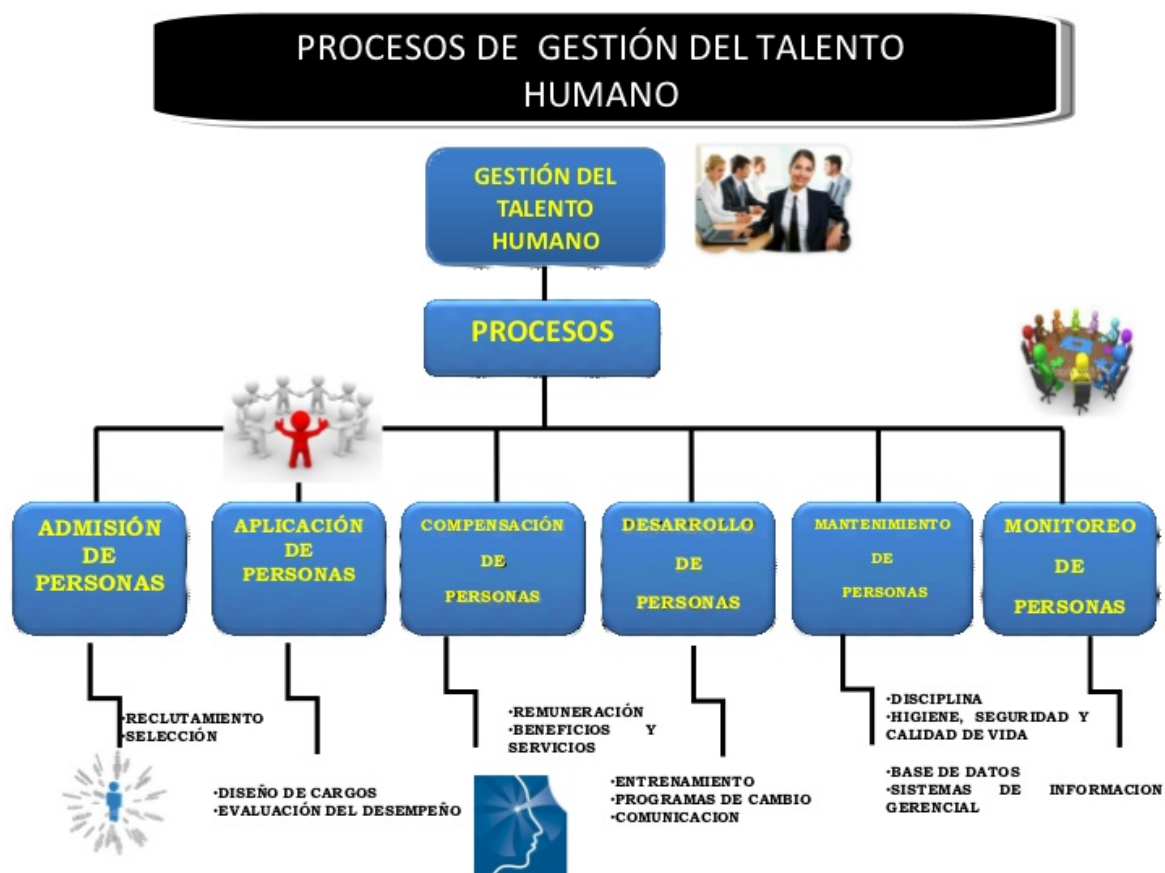 PROCESOS DE GESTIÓN DEL TALENTO
HUMANO
GESTIÓN DEL
TALENTO
HUMANO
PROCESOS
ADMISIÓN
DE
PERSONAS
APLICACIÓN
DE
PERSONAS
COMPENSACIÓN
DE
PERSONAS
DESARROLLO
DE
PERSONAS
MANTENIMIENTO
DE
PERSONAS
MONITOREO
DE
PERSONAS
•RECLUTAMIENTO
•SELECCIÓN
•DISEÑO DE CARGOS
•EVALUACIÓN DEL DESEMPEÑO
•REMUNERACIÓN
•BENEFICIOS Y
SERVICIOS
•ENTRENAMIENTO
•PROGRAMAS DE CAMBIO
•COMUNICACION
•DISCIPLINA
•HIGIENE, SEGURIDAD Y
CALIDAD DE VIDA
•BASE DE DATOS
•SISTEMAS DE INFORMACION
GERENCIAL